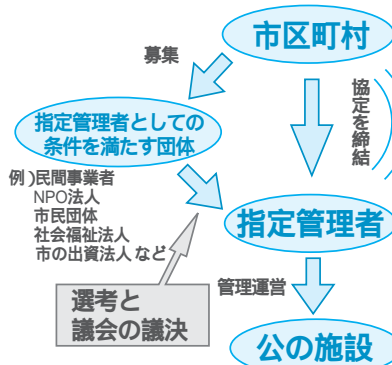 市区町村
募集
協定を締結
指定管理者としての
条件を満たす団体
例)民間事業者
NPO法人
市民団体
社会福祉法人
市の出資法人 など
指定管理者
選考と
議会の議決
管理運営
公の施設